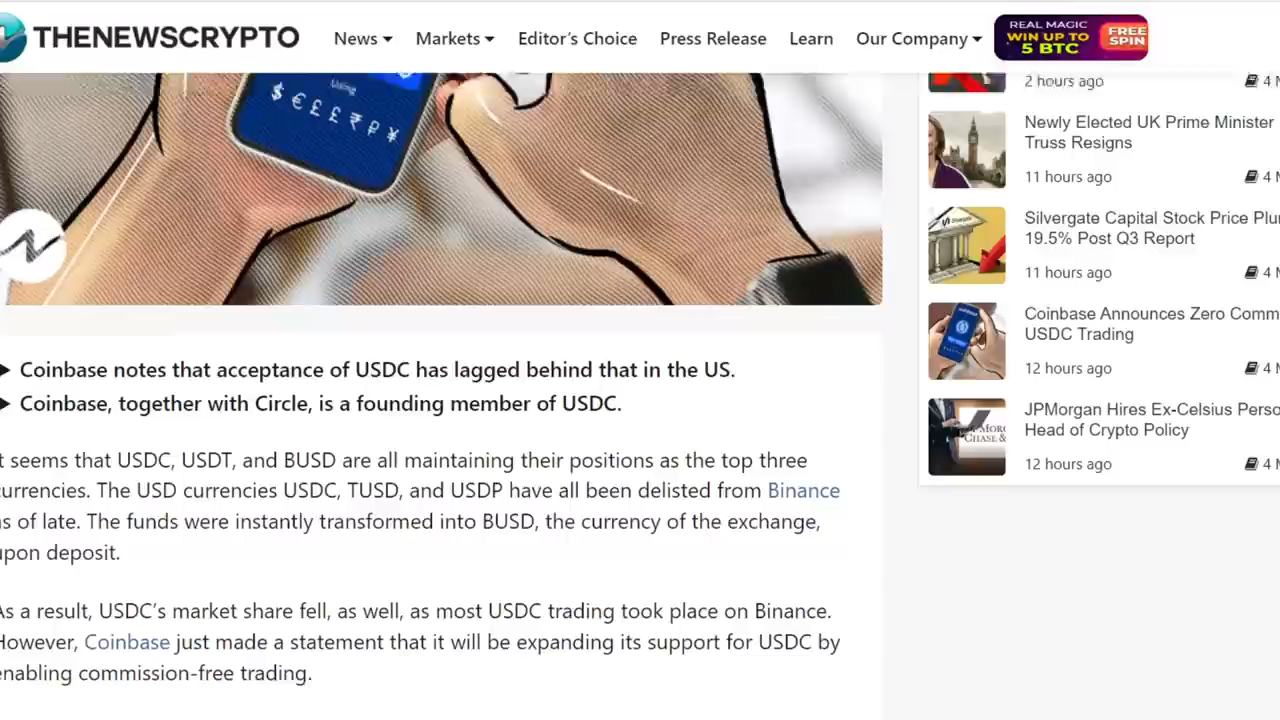 THENEWSCRYPTO
News
Markets
Editor's Choice
Press Release
Learn
Our Company
REAL MAGIC
WIN UP TO
5 BTC
FREE
SPIN
Using
$ € £ £ ₹ ₽ ¥
Coinbase notes that acceptance of USDC has lagged behind that in the US.
Coinbase, together with Circle, is a founding member of USDC.
t seems that USDC, USDT, and BUSD are all maintaining their positions as the top three
currencies. The USD currencies USDC, TUSD, and USDP have all been delisted from Binance
as of late. The funds were instantly transformed into BUSD, the currency of the exchange,
upon deposit.
As a result, USDC's market share fell, as well, as most USDC trading took place on Binance.
However, Coinbase just made a statement that it will be expanding its support for USDC by
enabling commission-free trading.
2 hours ago
4 M
Newly Elected UK Prime Minister
Truss Resigns
11 hours ago
4 M
Silvergate Capital Stock Price Plu
19.5% Post Q3 Report
11 hours ago
4 M
Coinbase Announces Zero Comm
USDC Trading
12 hours ago
4 M
JPMorgan Hires Ex-Celsius Perso
Head of Crypto Policy
12 hours ago
4 M